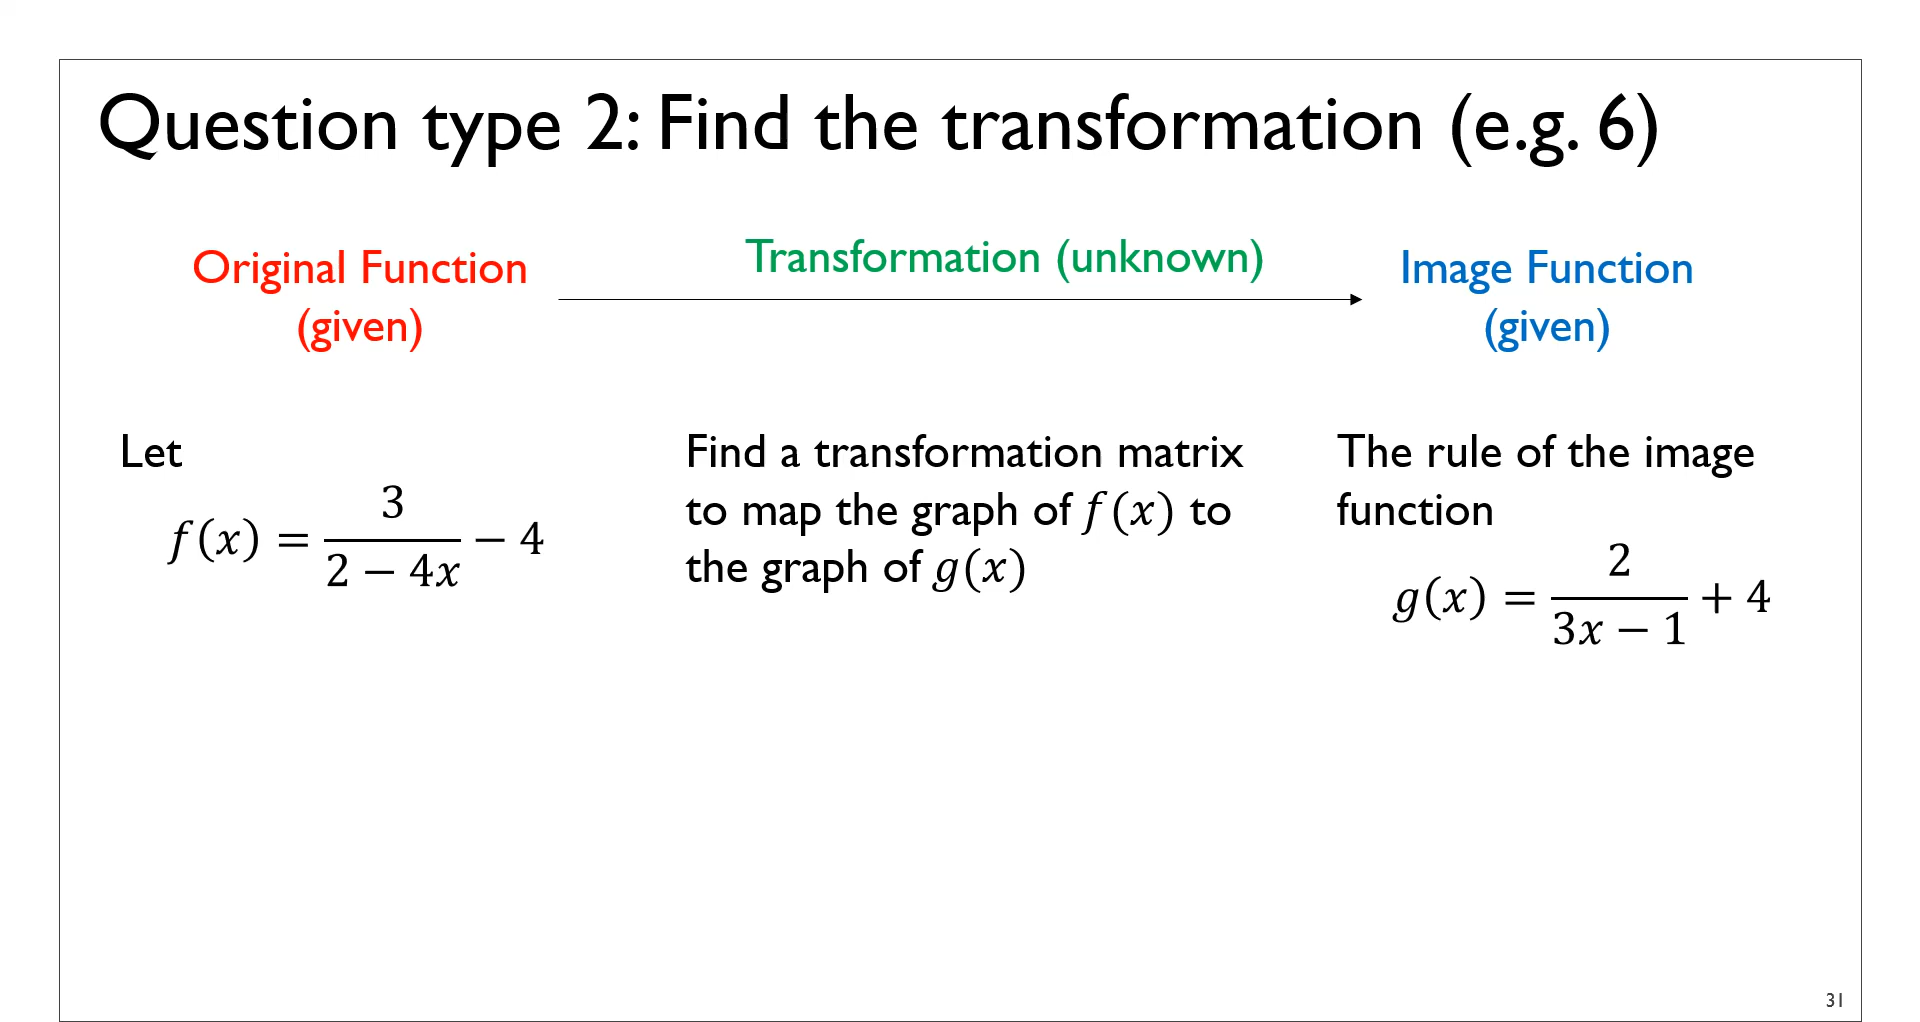 Question type 2: Find the transformation (e.g. 6)
Original Function
(given)
Transformation (unknown)
Image Function
(given)
Let
f(x) = 3/(2 − 4x) − 4
Find a transformation matrix
to map the graph of f(x) to
the graph of g(x)
The rule of the image
function
g(x) = 2/(3x − 1) + 4
31